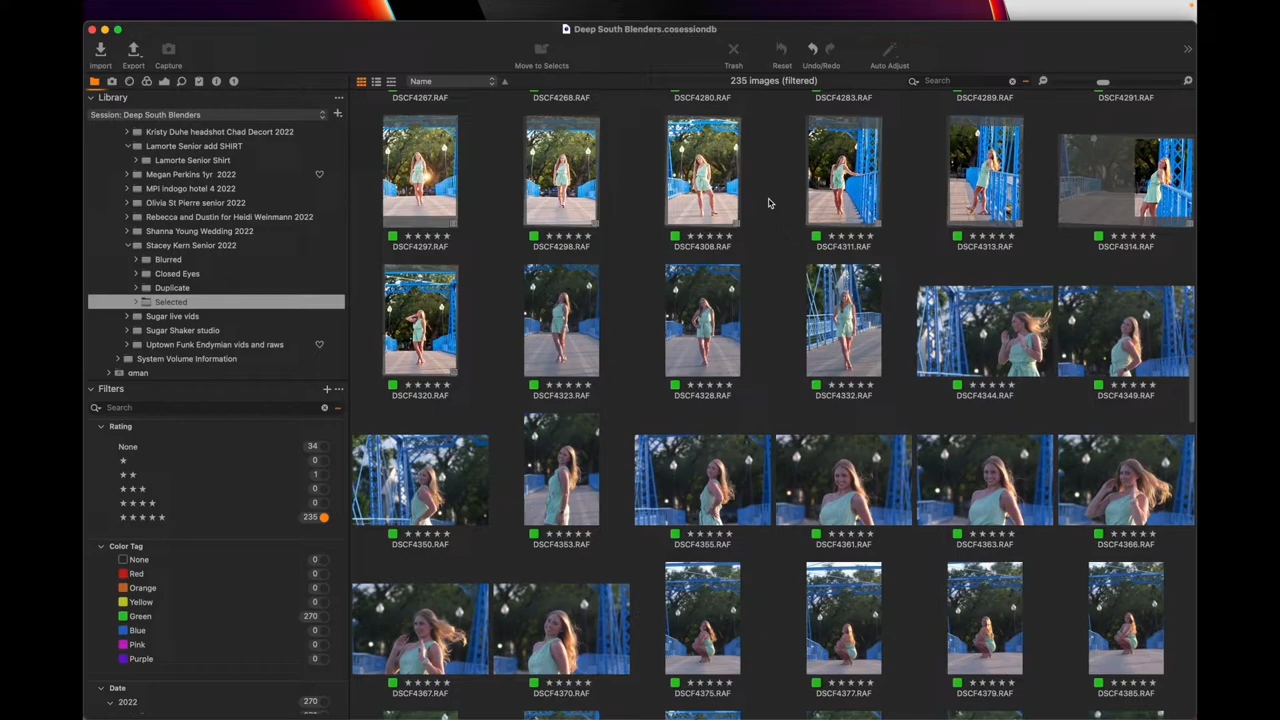 Deep South Blenders.cosessiondb
Import
Export
Capture
Move to Selects
Trash
Reset
Undo/Redo
Auto Adjust
Library
Name
235 images (filtered)
Search
Session: Deep South Blenders
Kristy Duhe headshot Chad Decort 2022
Lamorte Senior add SHIRT
Lamorte Senior Shirt
Megan Perkins 1yr 2022
MPI indogo hotel 4 2022
Olivia St Pierre senior 2022
Rebecca and Dustin for Heidi Weinmann 2022
Shanna Young Wedding 2022
Stacey Kern Senior 2022
Blurred
Closed Eyes
Duplicate
Selected
Sugar live vids
Sugar Shaker studio
Uptown Funk Endymian vids and raws
System Volume Information
aman
Filters
Search
Rating
None 34
★ 0
★★ 1
★★★ 0
★★★★ 0
★★★★★ 235
Color Tag
None 0
Red 0
Orange 0
Yellow 0
Green 270
Blue 0
Pink 0
Purple 0
Date
2022 270
DSCF4267.RAF DSCF4268.RAF DSCF4280.RAF DSCF4283.RAF DSCF4289.RAF DSCF4291.RAF
DSCF4297.RAF DSCF4298.RAF DSCF4308.RAF DSCF4311.RAF DSCF4313.RAF DSCF4314.RAF
DSCF4320.RAF DSCF4323.RAF DSCF4328.RAF DSCF4332.RAF DSCF4344.RAF DSCF4349.RAF
DSCF4350.RAF DSCF4353.RAF DSCF4355.RAF DSCF4361.RAF DSCF4363.RAF DSCF4366.RAF
DSCF4367.RAF DSCF4370.RAF DSCF4375.RAF DSCF4377.RAF DSCF4379.RAF DSCF4385.RAF